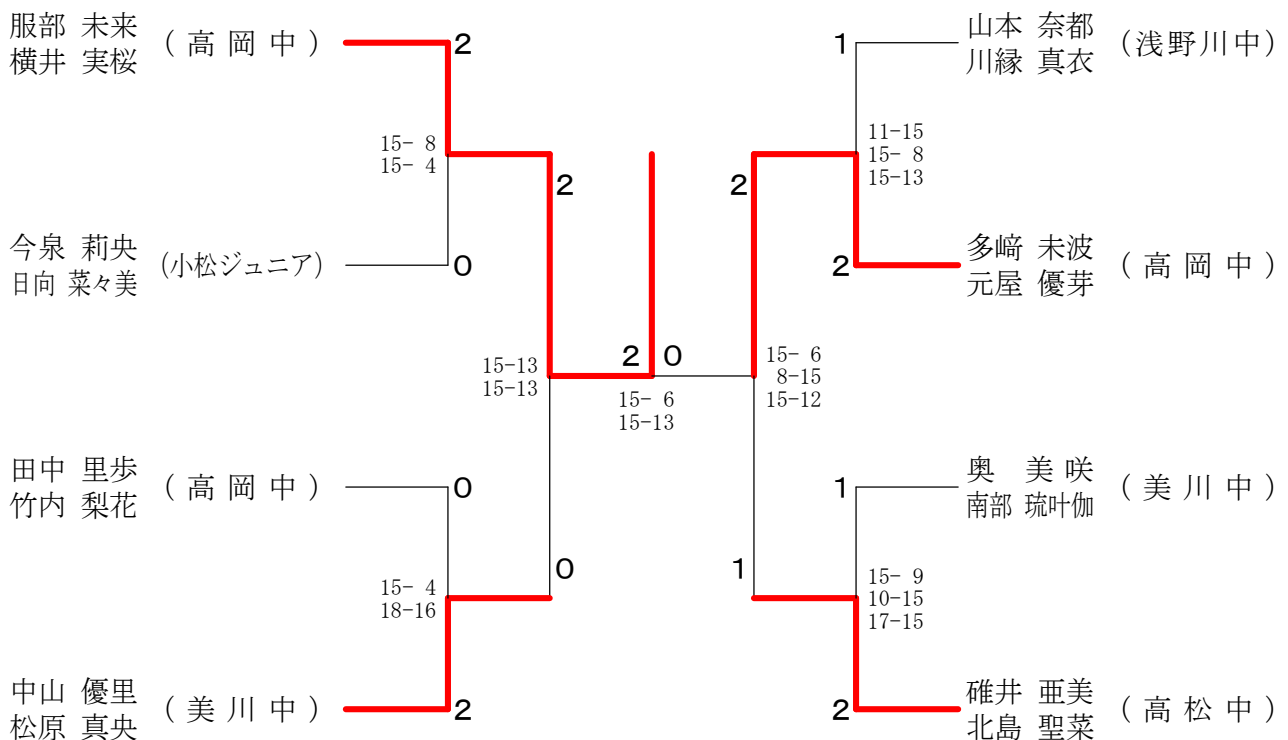 服部 未来
横井 実桜
(高岡中)
2
15- 8
15- 4
今泉 莉央
日向 菜々美
(小松ジュニア)
0
2
15-13
15-13
田中 里歩
竹内 梨花
(高岡中)
0
15- 4
18-16
0
中山 優里
松原 真央
(美川中)
2
2 0
15- 6
15-13
1
山本 奈都
川縁 真衣
(浅野川中)
11-15
15- 8
15-13
2
2
多﨑 未波
元屋 優芽
(高岡中)
15- 6
8-15
15-12
1
奥 美咲
南部 琉叶伽
(美川中)
1
15- 9
10-15
17-15
2
碓井 亜美
北島 聖菜
(高松中)